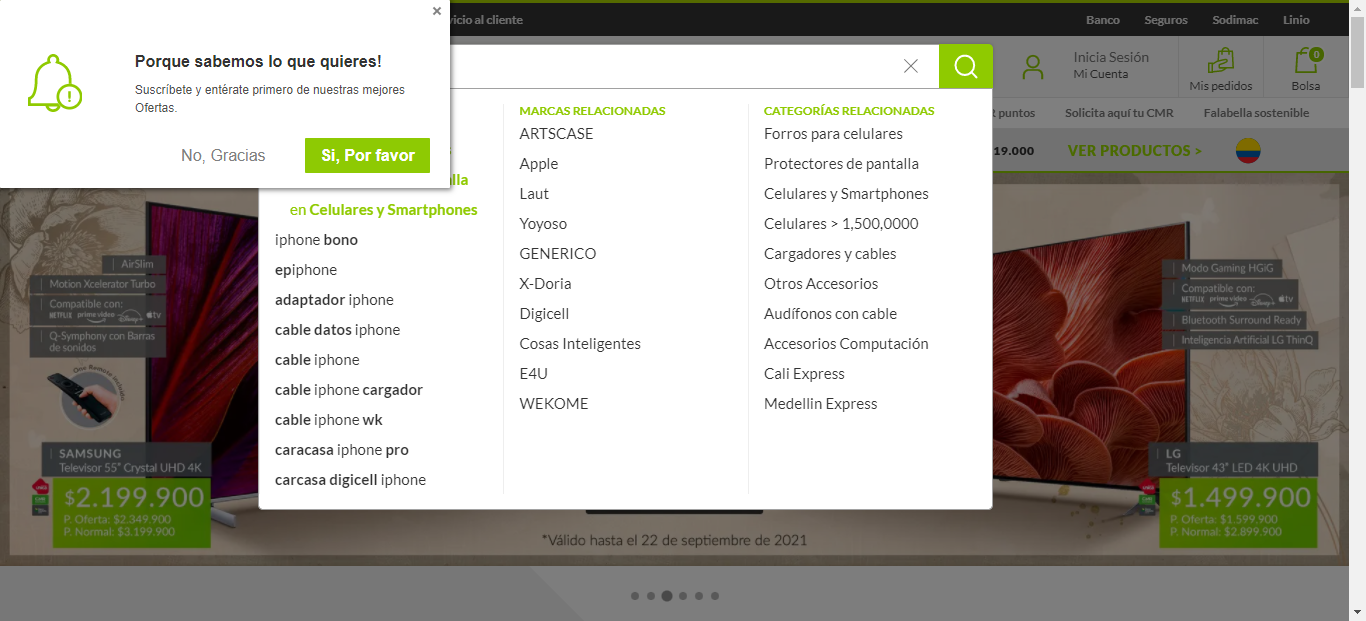 ×
vicio al cliente
Banco
Seguros
Sodimac
Linio
Porque sabemos lo que quieres!
Suscríbete y entérate primero de nuestras mejores
Ofertas.
No, Gracias
Si, Por favor
Inicia Sesión
Mi Cuenta
Mis pedidos
0
Bolsa
puntos
Solicita aquí tu CMR
Falabella sostenible
19.000
VER PRODUCTOS >
lla
en Celulares y Smartphones
iphone bono
epiphone
adaptador iphone
cable datos iphone
cable iphone
cable iphone cargador
cable iphone wk
caracasa iphone pro
carcasa digicell iphone
MARCAS RELACIONADAS
ARTSCASE
Apple
Laut
Yoyoso
GENERICO
X-Doria
Digicell
Cosas Inteligentes
E4U
WEKOME
CATEGORÍAS RELACIONADAS
Forros para celulares
Protectores de pantalla
Celulares y Smartphones
Celulares > 1,500,0000
Cargadores y cables
Otros Accesorios
Audífonos con cable
Accesorios Computación
Cali Express
Medellin Express
AirSlim
Motion Xcelerator Turbo
Compatible con:
NETFLIX prime video Disney+ tv
Q-Symphony con Barras
de sonidos
One Remote incluido
SAMSUNG
Televisor 55" Crystal UHD 4K
$2.199.900
P. Oferta: $2.349.900
P. Normal: $3.199.900
Modo Gaming HGiG
Compatible con:
NETFLIX prime video Disney+ tv
Bluetooth Surround Ready
Inteligencia Artificial LG ThinQ
LG
Televisor 43" LED 4K UHD
$1.499.900
P. Oferta: $1.599.900
P. Normal: $2.899.900
*Válido hasta el 22 de septiembre de 2021